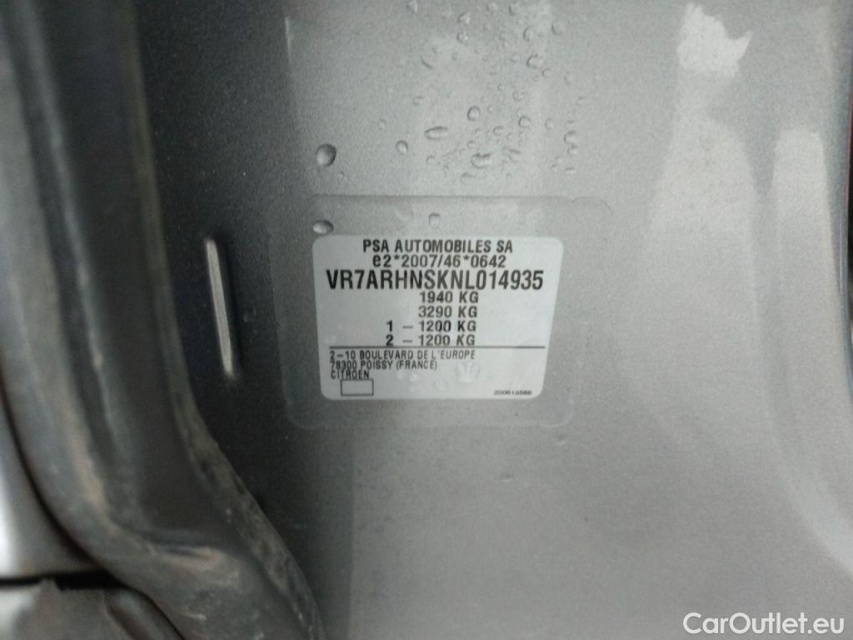 PSA AUTOMOBILES SA
e2*2007/46*0642
VR7ARHNSKNL014935
1940 KG
3290 KG
1 – 1200 KG
2 – 1200 KG
2-10 BOULEVARD DE L'EUROPE
78300 POISSY (FRANCE)
CITROEN
CarOutlet.eu